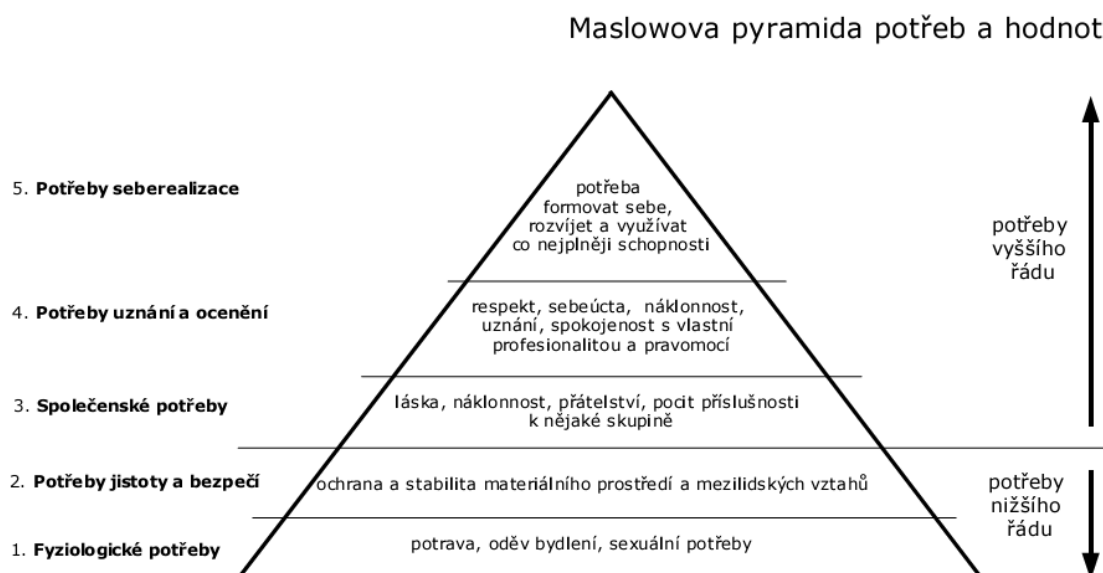 Maslowova pyramida potřeb a hodnot
5. Potřeby seberealizace
potřeba
formovat sebe,
rozvíjet a využívat
co nejplněji schopnosti
potřeby
vyššího
řádu
4. Potřeby uznání a ocenění
respekt, sebeúcta, náklonnost,
uznání, spokojenost s vlastní
profesionalitou a pravomocí
3. Společenské potřeby
láska, náklonnost, přátelství, pocit příslušnosti
k nějaké skupině
2. Potřeby jistoty a bezpečí
ochrana a stabilita materiálního prostředí a mezilidských vztahů
potřeby
nižšího
řádu
1. Fyziologické potřeby
potrava, oděv bydlení, sexuální potřeby